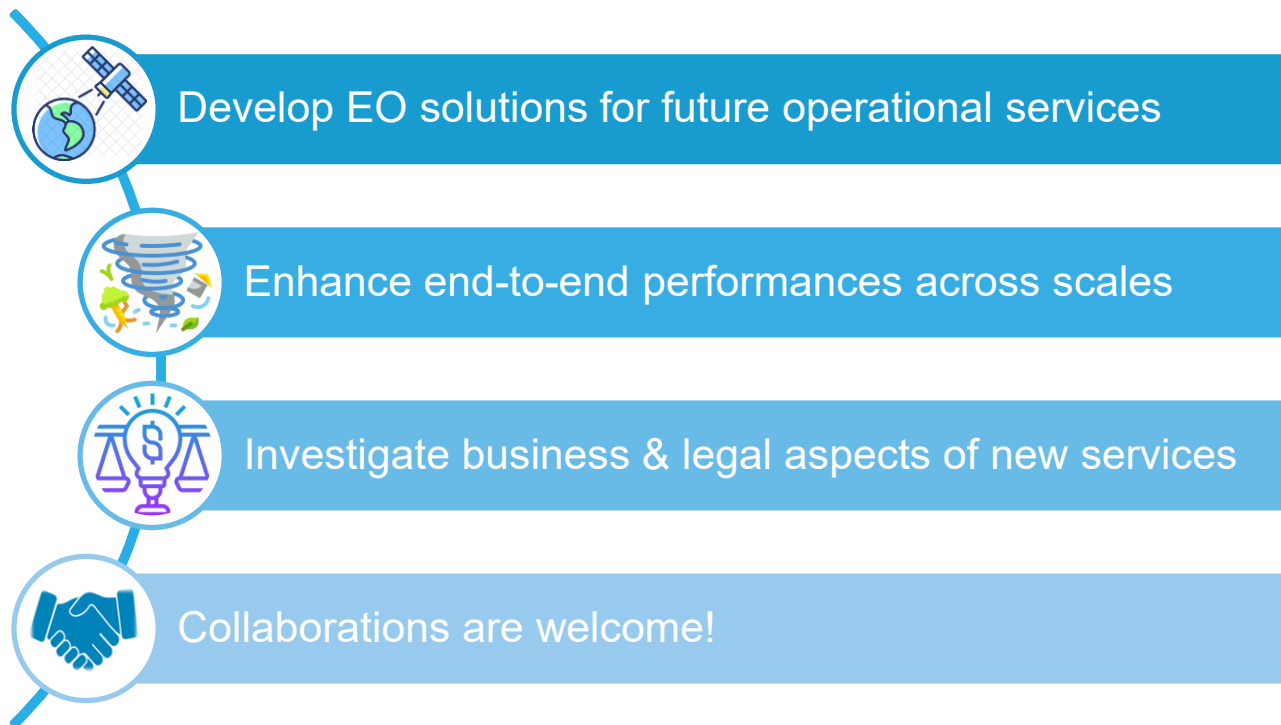 Develop EO solutions for future operational services
Enhance end-to-end performances across scales
$
Investigate business & legal aspects of new services
Collaborations are welcome!